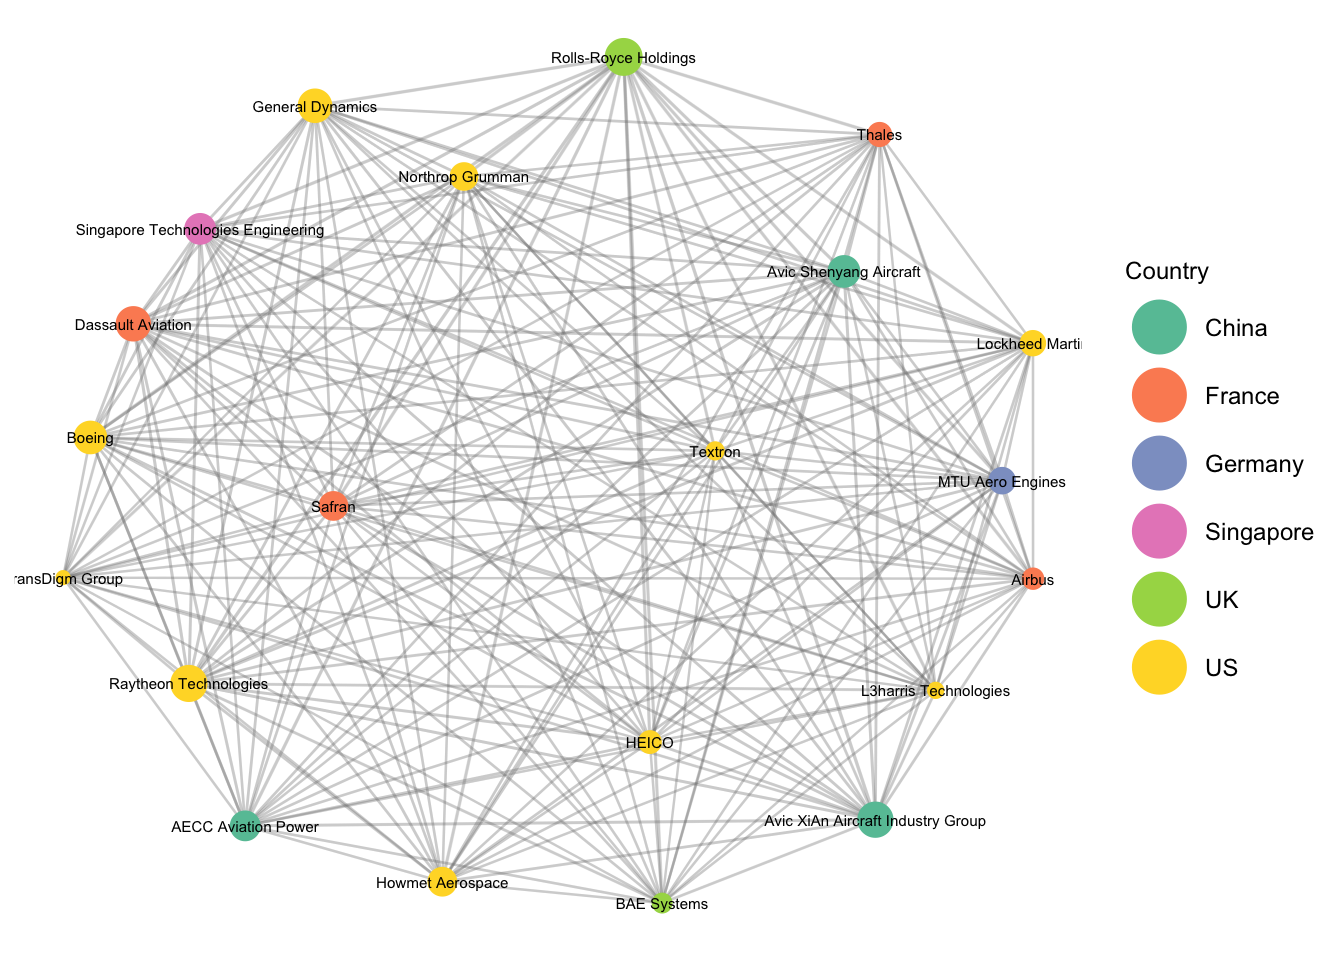 Rolls-Royce Holdings
General Dynamics
Thales
Northrop Grumman
Singapore Technologies Engineering
Avic Shenyang Aircraft
Dassault Aviation
Lockheed Marti
Boeing
Textron
MTU Aero Engines
Safran
ransDigm Group
Airbus
Raytheon Technologies
L3harris Technologies
HEICO
AECC Aviation Power
Avic XiAn Aircraft Industry Group
Howmet Aerospace
BAE Systems
Country
China
France
Germany
Singapore
UK
US